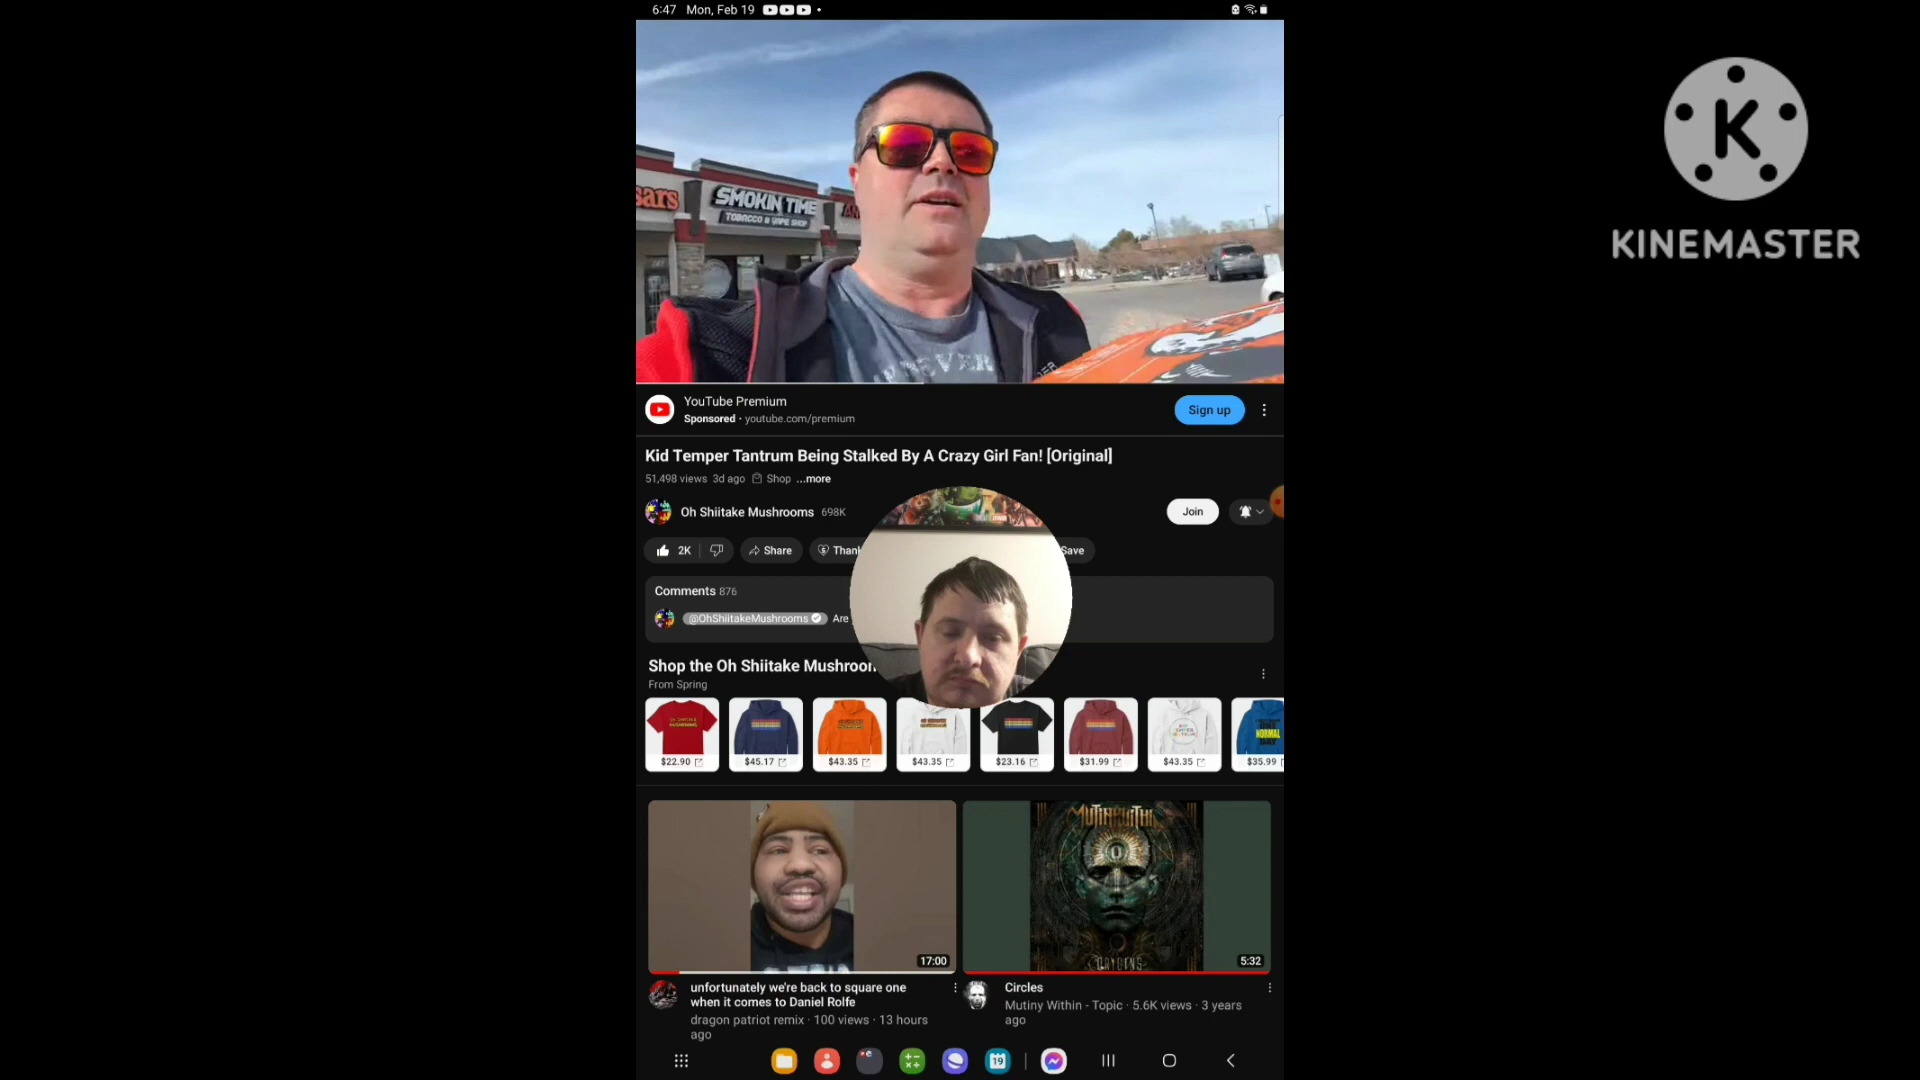 6:47 Mon, Feb 19
SMOKIN TIME
TOBACCO & VAPE SHOP
KINEMASTER
YouTube Premium
Sponsored · youtube.com/premium
Sign up
Kid Temper Tantrum Being Stalked By A Crazy Girl Fan! [Original]
51,498 views 3d ago Shop ...more
Oh Shiitake Mushrooms 698K
Join
2K
Share
Save
Comments 876
@OhShiitakeMushrooms Are
Shop the Oh Shiitake
From Spring
$22.90
$45.17
$43.35
$43.35
$23.16
$31.99
$43.35
$35.99
NORMAL
17:00
5:32
unfortunately we're back to square one
when it comes to Daniel Rolfe
dragon patriot remix · 100 views · 13 hours
ago
Circles
Mutiny Within - Topic · 5.6K views · 3 years
ago
19